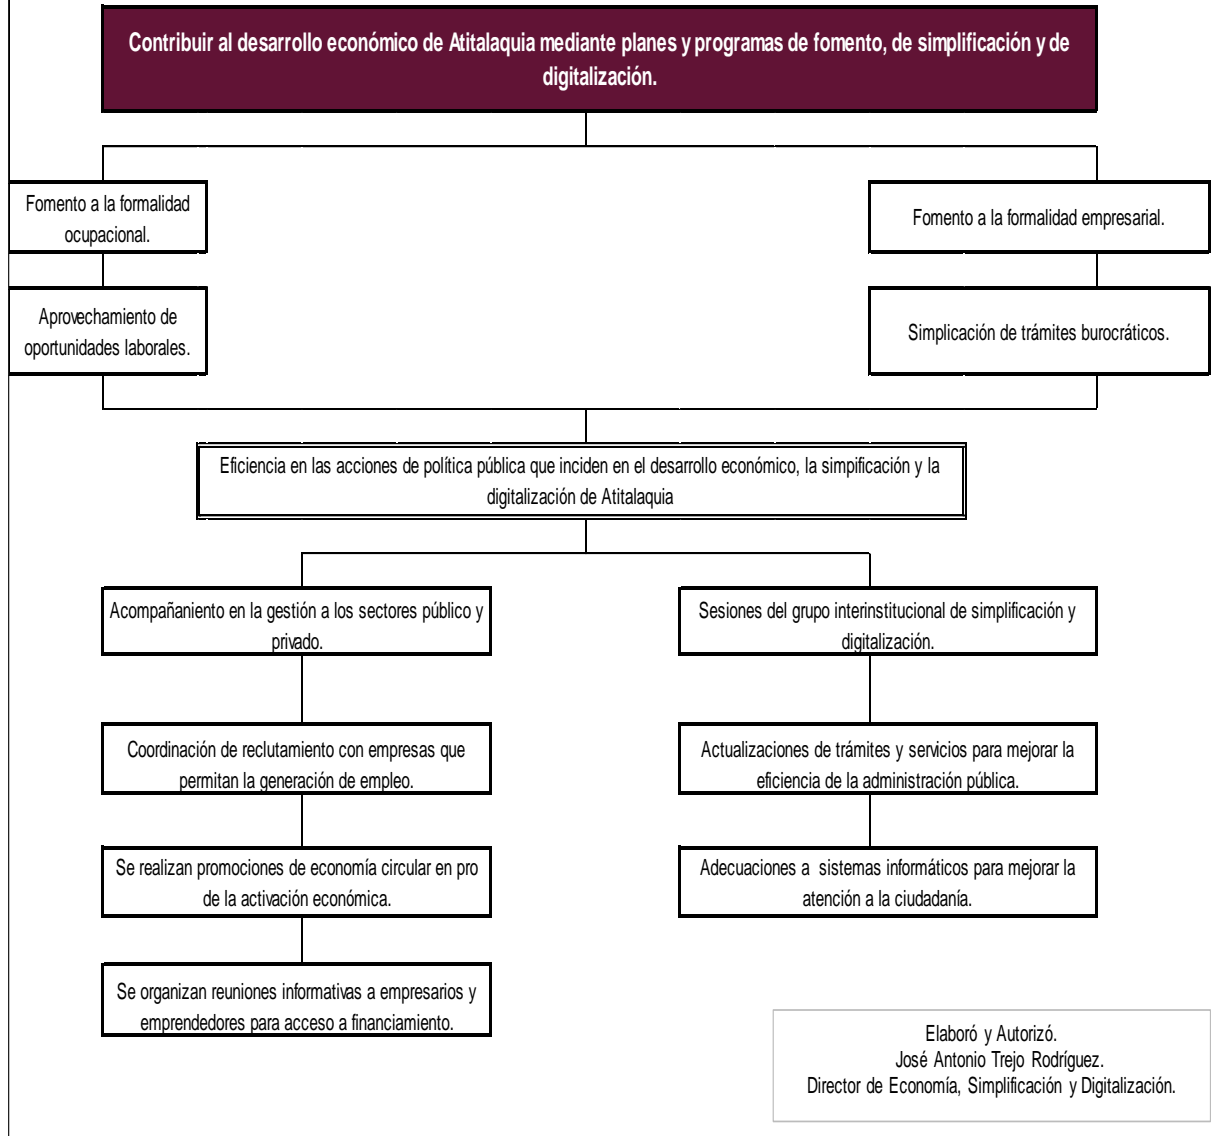 Contribuir al desarrollo económico de Atitalaquia mediante planes y programas de fomento, de simplificación y de
digitalización.
Fomento a la formalidad
ocupacional.
Fomento a la formalidad empresarial.
Aprovechamiento de
oportunidades laborales.
Simplicación de trámites burocráticos.
Eficiencia en las acciones de política pública que inciden en el desarrollo económico, la simpificación y la
digitalización de Atitalaquia
Acompañaniento en la gestión a los sectores público y
privado.
Sesiones del grupo interinstitucional de simplificación y
digitalización.
Coordinación de reclutamiento con empresas que
permitan la generación de empleo.
Actualizaciones de trámites y servicios para mejorar la
eficiencia de la administración pública.
Se realizan promociones de economía circular en pro
de la activación económica.
Adecuaciones a sistemas informáticos para mejorar la
atención a la ciudadanía.
Se organizan reuniones informativas a empresarios y
emprendedores para acceso a financiamiento.
Elaboró y Autorizó.
José Antonio Trejo Rodríguez.
Director de Economía, Simplificación y Digitalización.